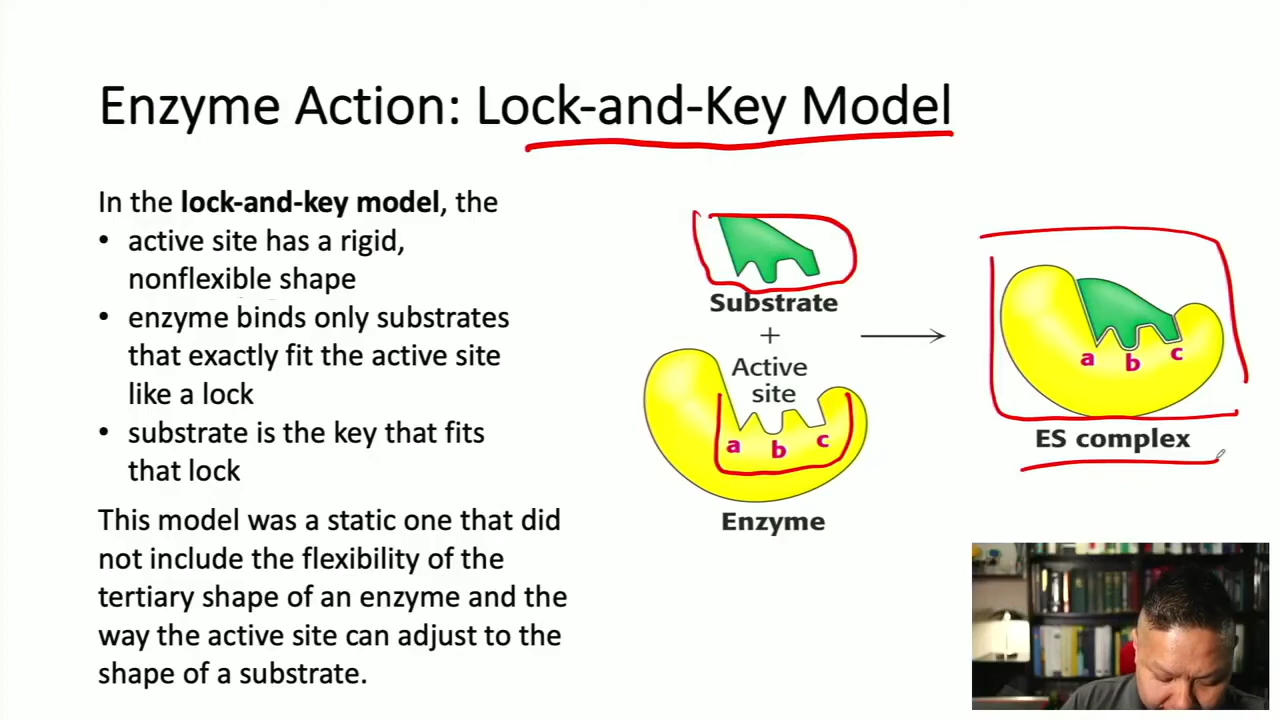 Enzyme Action: Lock-and-Key Model
In the lock-and-key model, the
• active site has a rigid,
nonflexible shape
• enzyme binds only substrates
that exactly fit the active site
like a lock
• substrate is the key that fits
that lock
This model was a static one that did
not include the flexibility of the
tertiary shape of an enzyme and the
way the active site can adjust to the
shape of a substrate.
Substrate
+
Active
site
a b c
Enzyme
a b c
ES complex